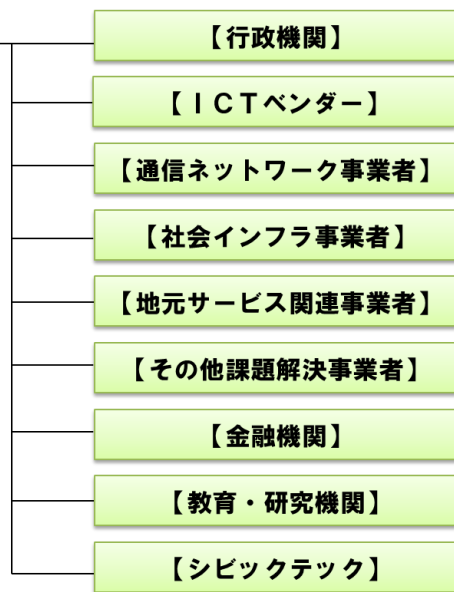 【行政機関】
【ＩＣＴベンダー】
【通信ネットワーク事業者】
【社会インフラ事業者】
【地元サービス関連事業者】
【その他課題解決事業者】
【金融機関】
【教育・研究機関】
【シビックテック】